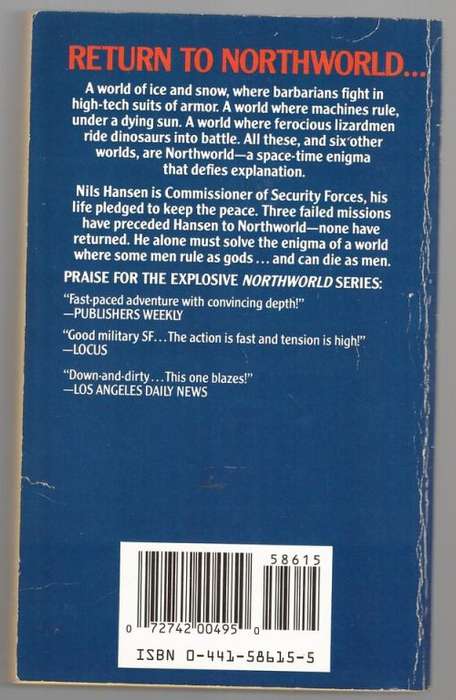 RETURN TO NORTHWORLD...
A world of ice and snow, where barbarians fight in
high-tech suits of armor. A world where machines rule,
under a dying sun. A world where ferocious lizardmen
ride dinosaurs into battle. All these, and six other
worlds, are Northworld—a space-time enigma
that defies explanation.
Nils Hansen is Commissioner of Security Forces, his
life pledged to keep the peace. Three failed missions
have preceded Hansen to Northworld—none have
returned. He alone must solve the enigma of a world
where some men rule as gods ... and can die as men.
PRAISE FOR THE EXPLOSIVE NORTHWORLD SERIES:
“Fast-paced adventure with convincing depth!”
—PUBLISHERS WEEKLY
“Good military SF...The action is fast and tension is high!”
—LOCUS
“Down-and-dirty...This one blazes!”
—LOS ANGELES DAILY NEWS
58615
0 72742 00495 0
ISBN 0-441-58615-5